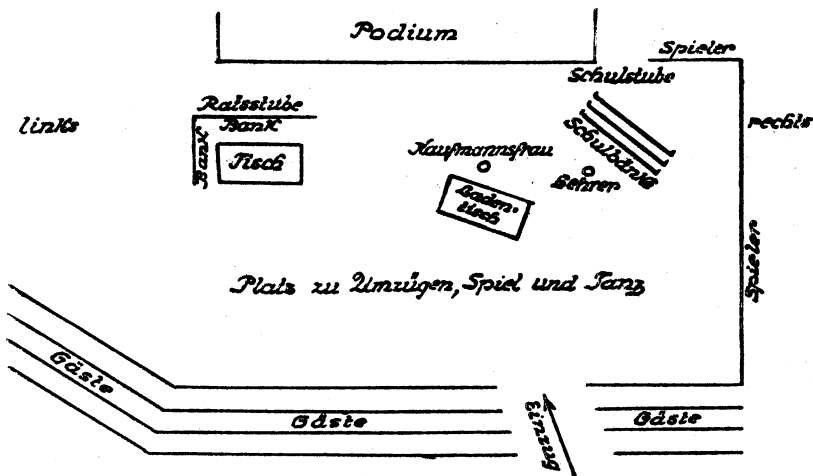 Podium
Spieler
Schulstube
Ratsstube
links
Bank
rechts
Schulbänke
Bank
Tisch
Kaufmannsfrau
Lehrer
Laden-
tisch
Spieler
Platz zu Umzügen, Spiel und Tanz
Gäste
Gäste
Einzug
Gäste